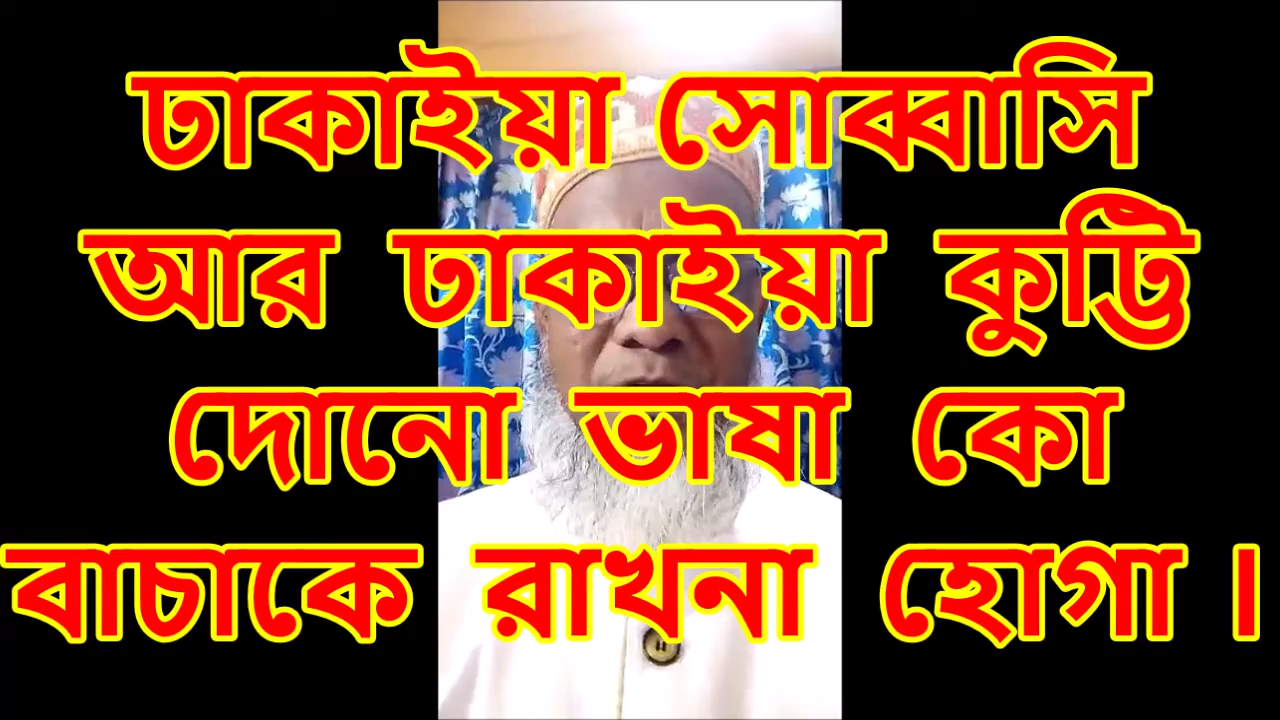 ঢাকাইয়া সোব্বাসি
আর ঢাকাইয়া কুট্টি
দোনো ভাষা কো
বাচাকে রাখনা হোগা ।